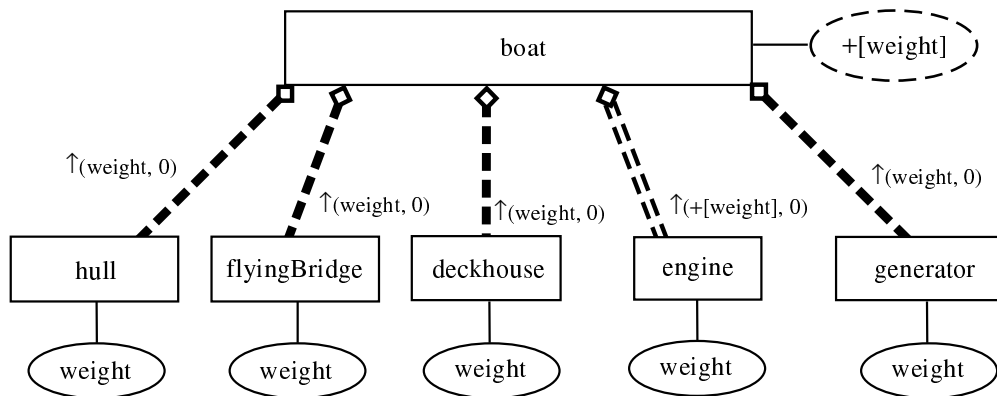 boat
+[weight]
↑(weight, 0)
↑(weight, 0)
↑(weight, 0)
↑(+[weight], 0)
↑(weight, 0)
hull
flyingBridge
deckhouse
engine
generator
weight
weight
weight
weight
weight